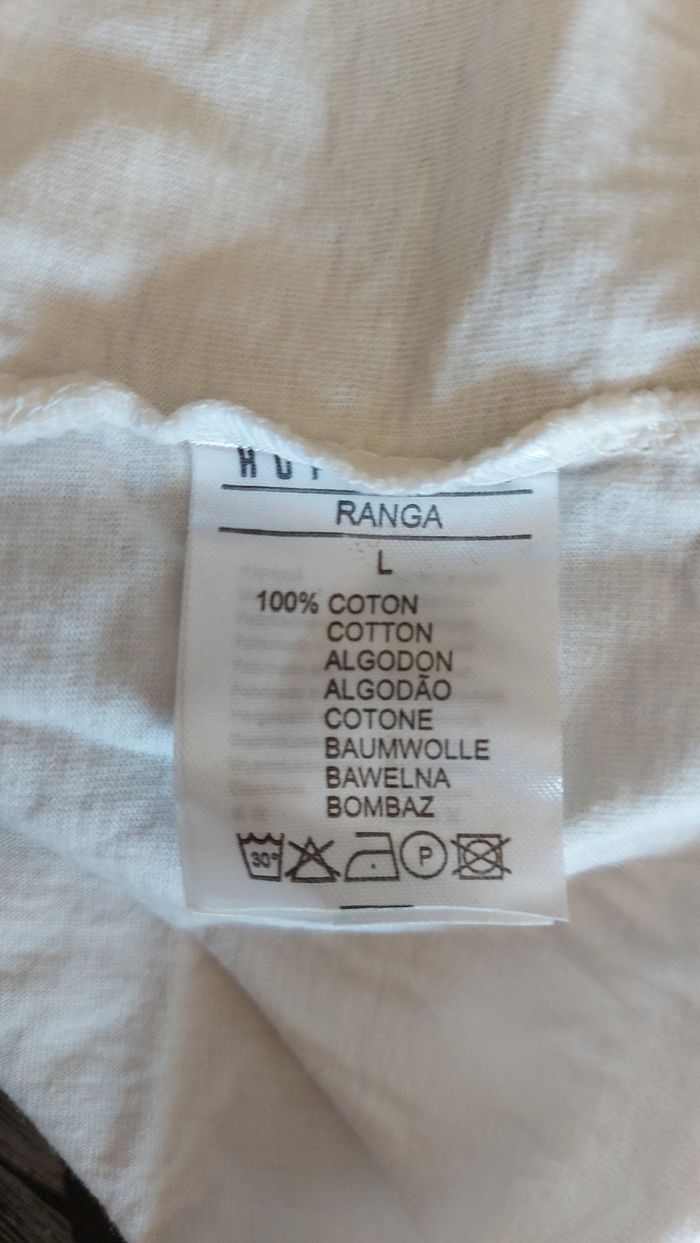 RANGA
L
100% COTON
COTTON
ALGODON
ALGODÃO
COTONE
BAUMWOLLE
BAWELNA
BOMBAZ
30° P